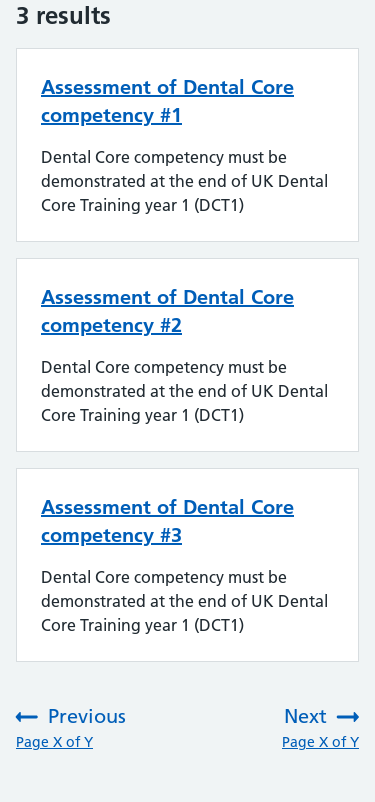 3 results
Assessment of Dental Core
competency #1
Dental Core competency must be
demonstrated at the end of UK Dental
Core Training year 1 (DCT1)
Assessment of Dental Core
competency #2
Dental Core competency must be
demonstrated at the end of UK Dental
Core Training year 1 (DCT1)
Assessment of Dental Core
competency #3
Dental Core competency must be
demonstrated at the end of UK Dental
Core Training year 1 (DCT1)
Previous
Page X of Y
Next
Page X of Y